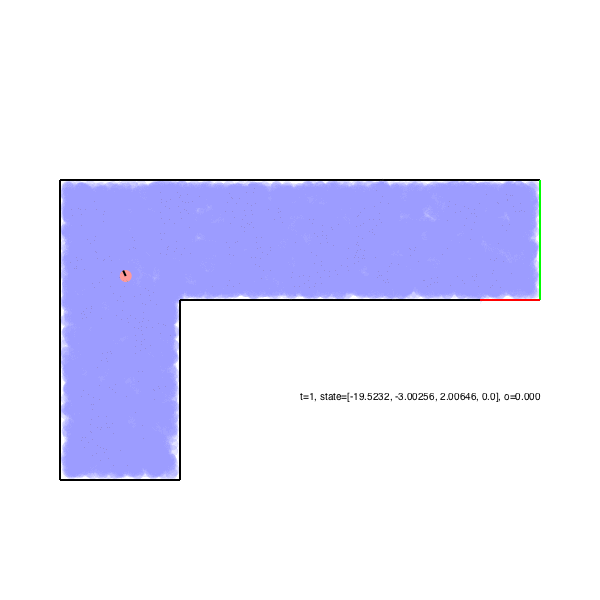 t=1, state=[-19.5232, -3.00256, 2.00646, 0.0], o=0.000